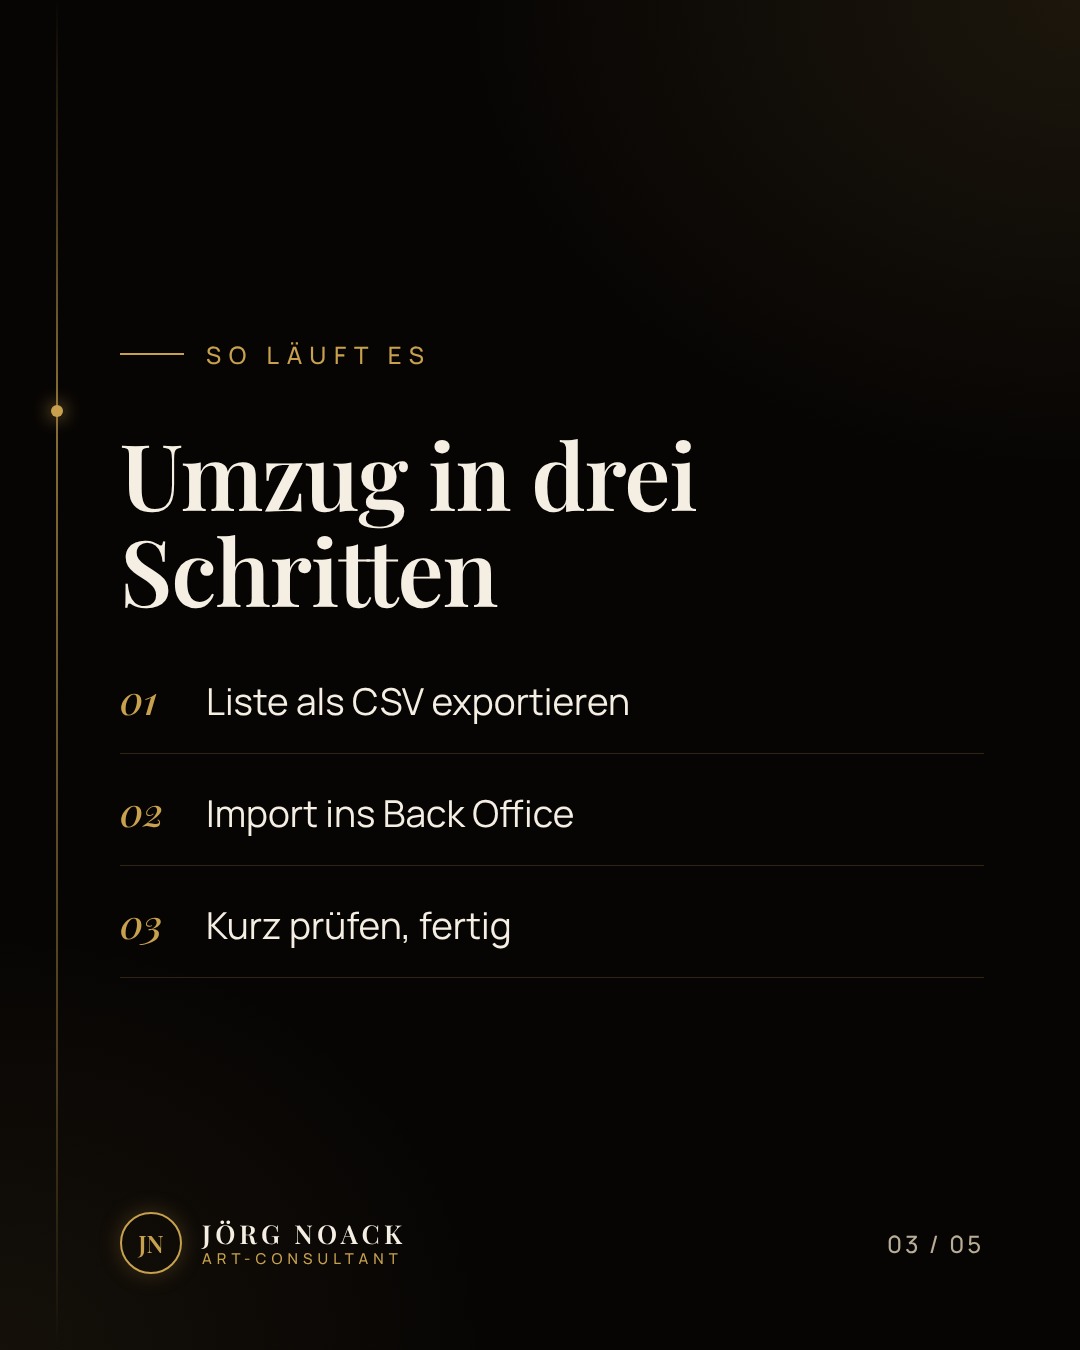 SO LÄUFT ES
Umzug in drei
Schritten
01 Liste als CSV exportieren
02 Import ins Back Office
03 Kurz prüfen, fertig
JN
JÖRG NOACK
ART-CONSULTANT
03 / 05